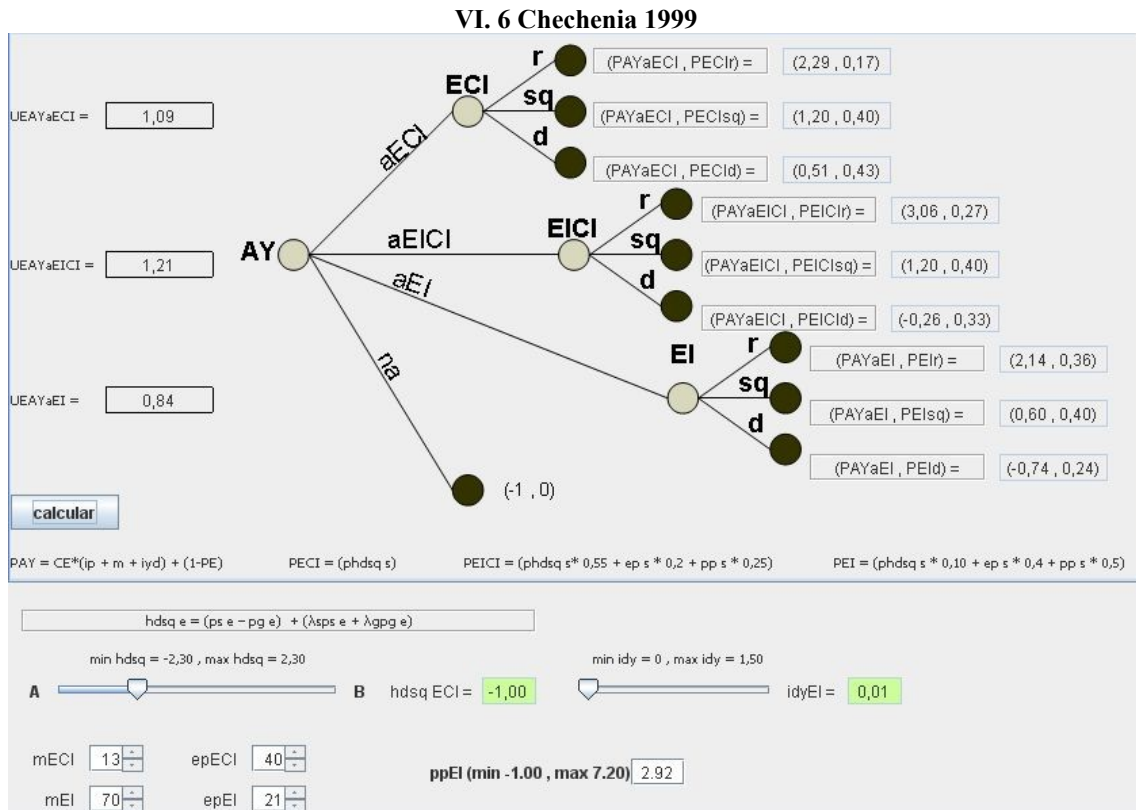 VI. 6 Chechenia 1999
r
(PAYaECI , PECIr) = (2,29 , 0,17)
ECI
sq
UEAYaECI = 1,09
(PAYaECI , PECIsq) = (1,20 , 0,40)
d
aECI
(PAYaECI , PECId) = (0,51 , 0,43)
r
(PAYaEICI , PEICIr) = (3,06 , 0,27)
EICI
aEICI
sq
AY
UEAYaEICI = 1,21
(PAYaEICI , PEICIsq) = (1,20 , 0,40)
d
aEI
(PAYaEICI , PEICId) = (-0,26 , 0,33)
r
EI
(PAYaEI , PEIr) = (2,14 , 0,36)
na
sq
UEAYaEI = 0,84
(PAYaEI , PEIsq) = (0,60 , 0,40)
d
(PAYaEI , PEId) = (-0,74 , 0,24)
(-1 , 0)
calcular
PAY = CE*(ip + m + iyd) + (1-PE) PECI = (phdsq s) PEICI = (phdsq s* 0,55 + ep s * 0,2 + pp s * 0,25) PEI = (phdsq s * 0,10 + ep s * 0,4 + pp s * 0,5)
hdsq e = (ps e − pg e) + (λsps e + λgpg e)
min hdsq = -2,30 , max hdsq = 2,30 min idy = 0 , max idy = 1,50
A B hdsq ECI = -1,00 idyEI = 0,01
mECI 13 epECI 40
ppEI (min -1.00 , max 7.20) 2.92
mEI 70 epEI 21